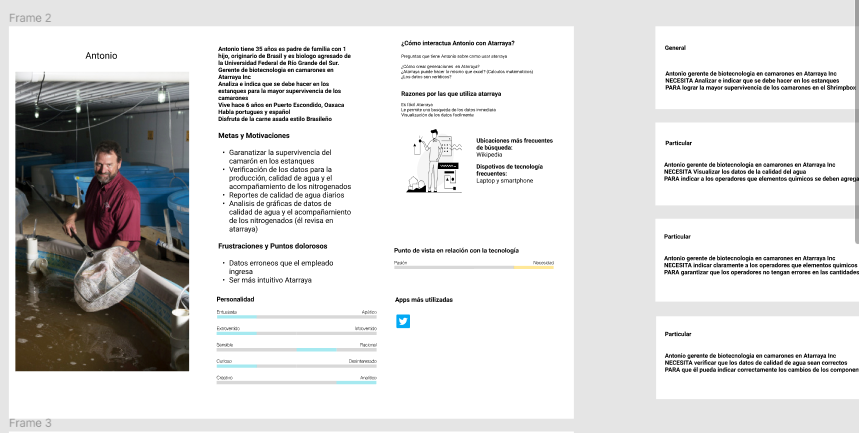 Frame 2
Antonio
Antonio tiene 35 años es padre de familia con 1
hijo, originario de Brasil y es biologo agresado de
la Universidad Federal de Río Grande del Sur.
Gerente de biotecnología en camarones en
Atarraya Inc
Analiza e indica que se debe hacer en los
estanques para la mayor supervivencia de los
camarones
Vive hace 6 años en Puerto Escondido, Oaxaca
Habla portugues y español
Disfruta de la carne asada estilo Brasileño
Metas y Motivaciones
• Garanatizar la supervivencia del
camarón en los estanques
• Verificación de los datos para la
producción, calidad de agua y el
acompañamiento de los nitrogenados
• Reportes de calidad de agua diarios
• Analisis de gráficas de datos de
calidad de agua y el acompañamiento
de los nitrogenados (él revisa en
atarraya)
Frustraciones y Puntos dolorosos
• Datos erroneos que el empleado
ingresa
• Ser más intuitivo Atarraya
Personalidad
Entusiasta Apático
Extrovertido Introvertido
Sensible Racional
Curioso Desinteresado
Creativo Analítico
¿Cómo interactua Antonio con Atarraya?
Preguntas que tiene Antonio sobre como usar atarraya
¿Cómo crear generaciones en Atarraya?
¿Atarraya puede hacer lo mismo que excel? (Calculos matemáticos)
¿Los datos son verídicos?
Razones por las que utiliza atarraya
Es fácil Atarraya
Le permite una busqueda de los datos inmediata
Visualización de los datos facilmente
Ubicaciones más frecuentes
de búsqueda:
Wikipedia
Dispotivos de tecnología
frecuentes:
Laptop y smartphone
Punto de vista en relación con la tecnología
Pasión Necesidad
Apps más utilizadas
General
Antonio gerente de biotecnología en camarones en Atarraya Inc
NECESITA Analizar e indicar que se debe hacer en los estanques
PARA lograr la mayor supervivencia de los camarones en el Shrimpbox
Particular
Antonio gerente de biotecnología en camarones en Atarraya Inc
NECESITA Visualizar los datos de la calidad del agua
PARA indicar a los operadores que elementos químicos se deben agrega
Particular
Antonio gerente de biotecnología en camarones en Atarraya Inc
NECESITA indicar claramente a los operadores que elementos químicos
PARA garantizar que los operadores no tengan errores en las cantidades
Particular
Antonio gerente de biotecnología en camarones en Atarraya Inc
NECESITA verificar que los datos de calidad de agua sean correctos
PARA que él pueda indicar correctamente los cambios de los componen
Frame 3